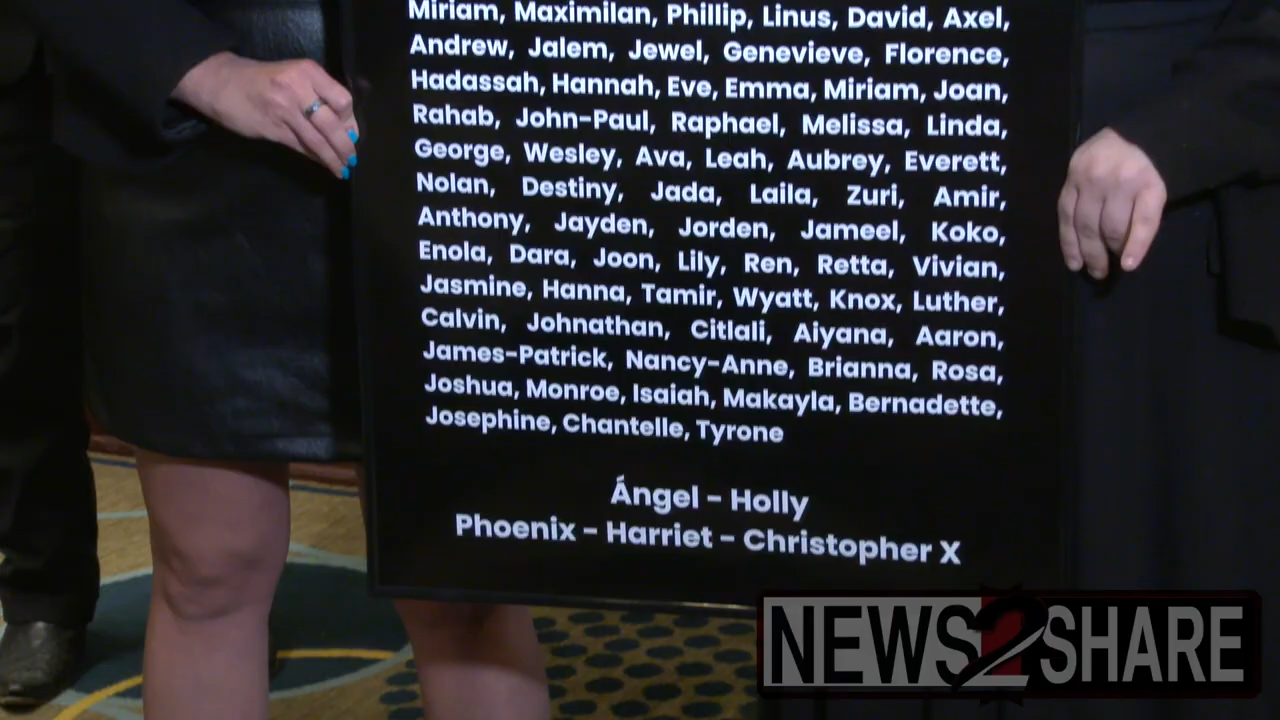 Miriam, Maximilan, Phillip, Linus, David, Axel,
Andrew, Jalem, Jewel, Genevieve, Florence,
Hadassah, Hannah, Eve, Emma, Miriam, Joan,
Rahab, John-Paul, Raphael, Melissa, Linda,
George, Wesley, Ava, Leah, Aubrey, Everett,
Nolan, Destiny, Jada, Laila, Zuri, Amir,
Anthony, Jayden, Jorden, Jameel, Koko,
Enola, Dara, Joon, Lily, Ren, Retta, Vivian,
Jasmine, Hanna, Tamir, Wyatt, Knox, Luther,
Calvin, Johnathan, Citlali, Aiyana, Aaron,
James-Patrick, Nancy-Anne, Brianna, Rosa,
Joshua, Monroe, Isaiah, Makayla, Bernadette,
Josephine, Chantelle, Tyrone
Ángel - Holly
Phoenix - Harriet - Christopher X
NEWS2SHARE